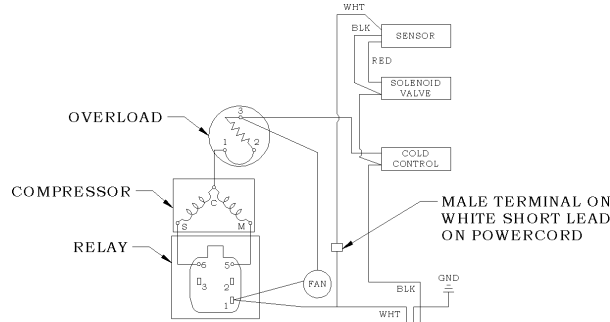 WHT
BLK
SENSOR
RED
SOLENOID
VALVE
OVERLOAD
3
1
2
COLD
CONTROL
COMPRESSOR
C
S
M
MALE TERMINAL ON
WHITE SHORT LEAD
ON POWERCORD
RELAY
6
5
3
2
1
FAN
GND
BLK
WHT